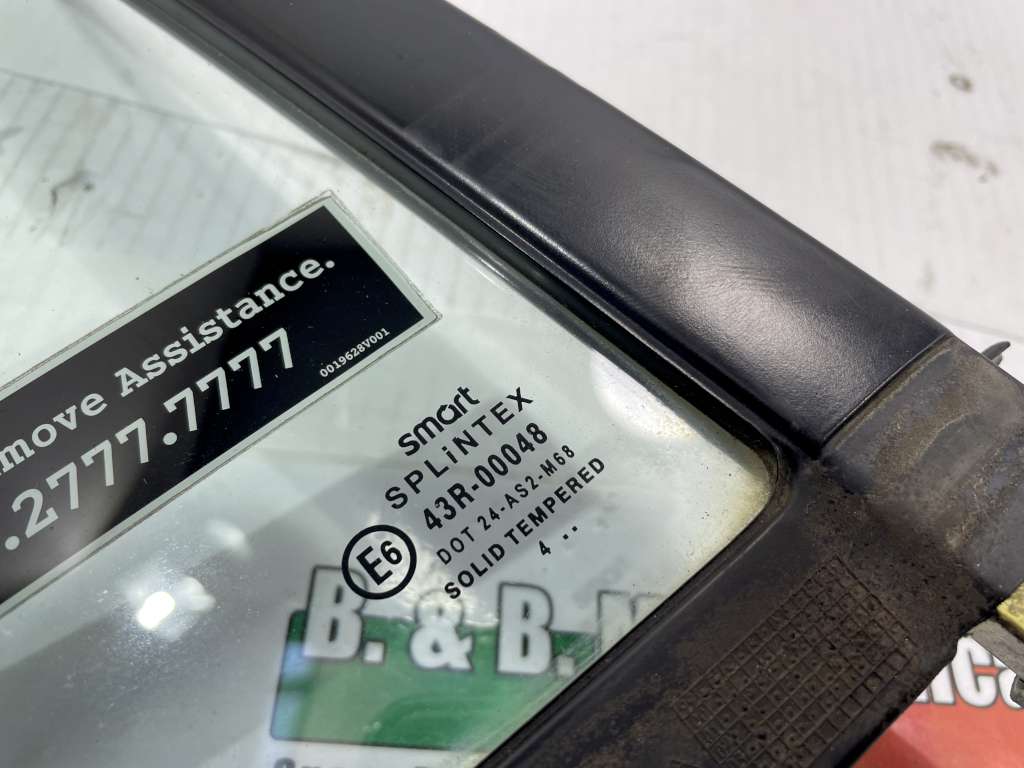 move Assistance.
.2777.7777
0019628V001
smart
SPLiNTEX
43R-00048
E6
DOT 24-AS2-M68
SOLID TEMPERED
4 ..
B. & B.